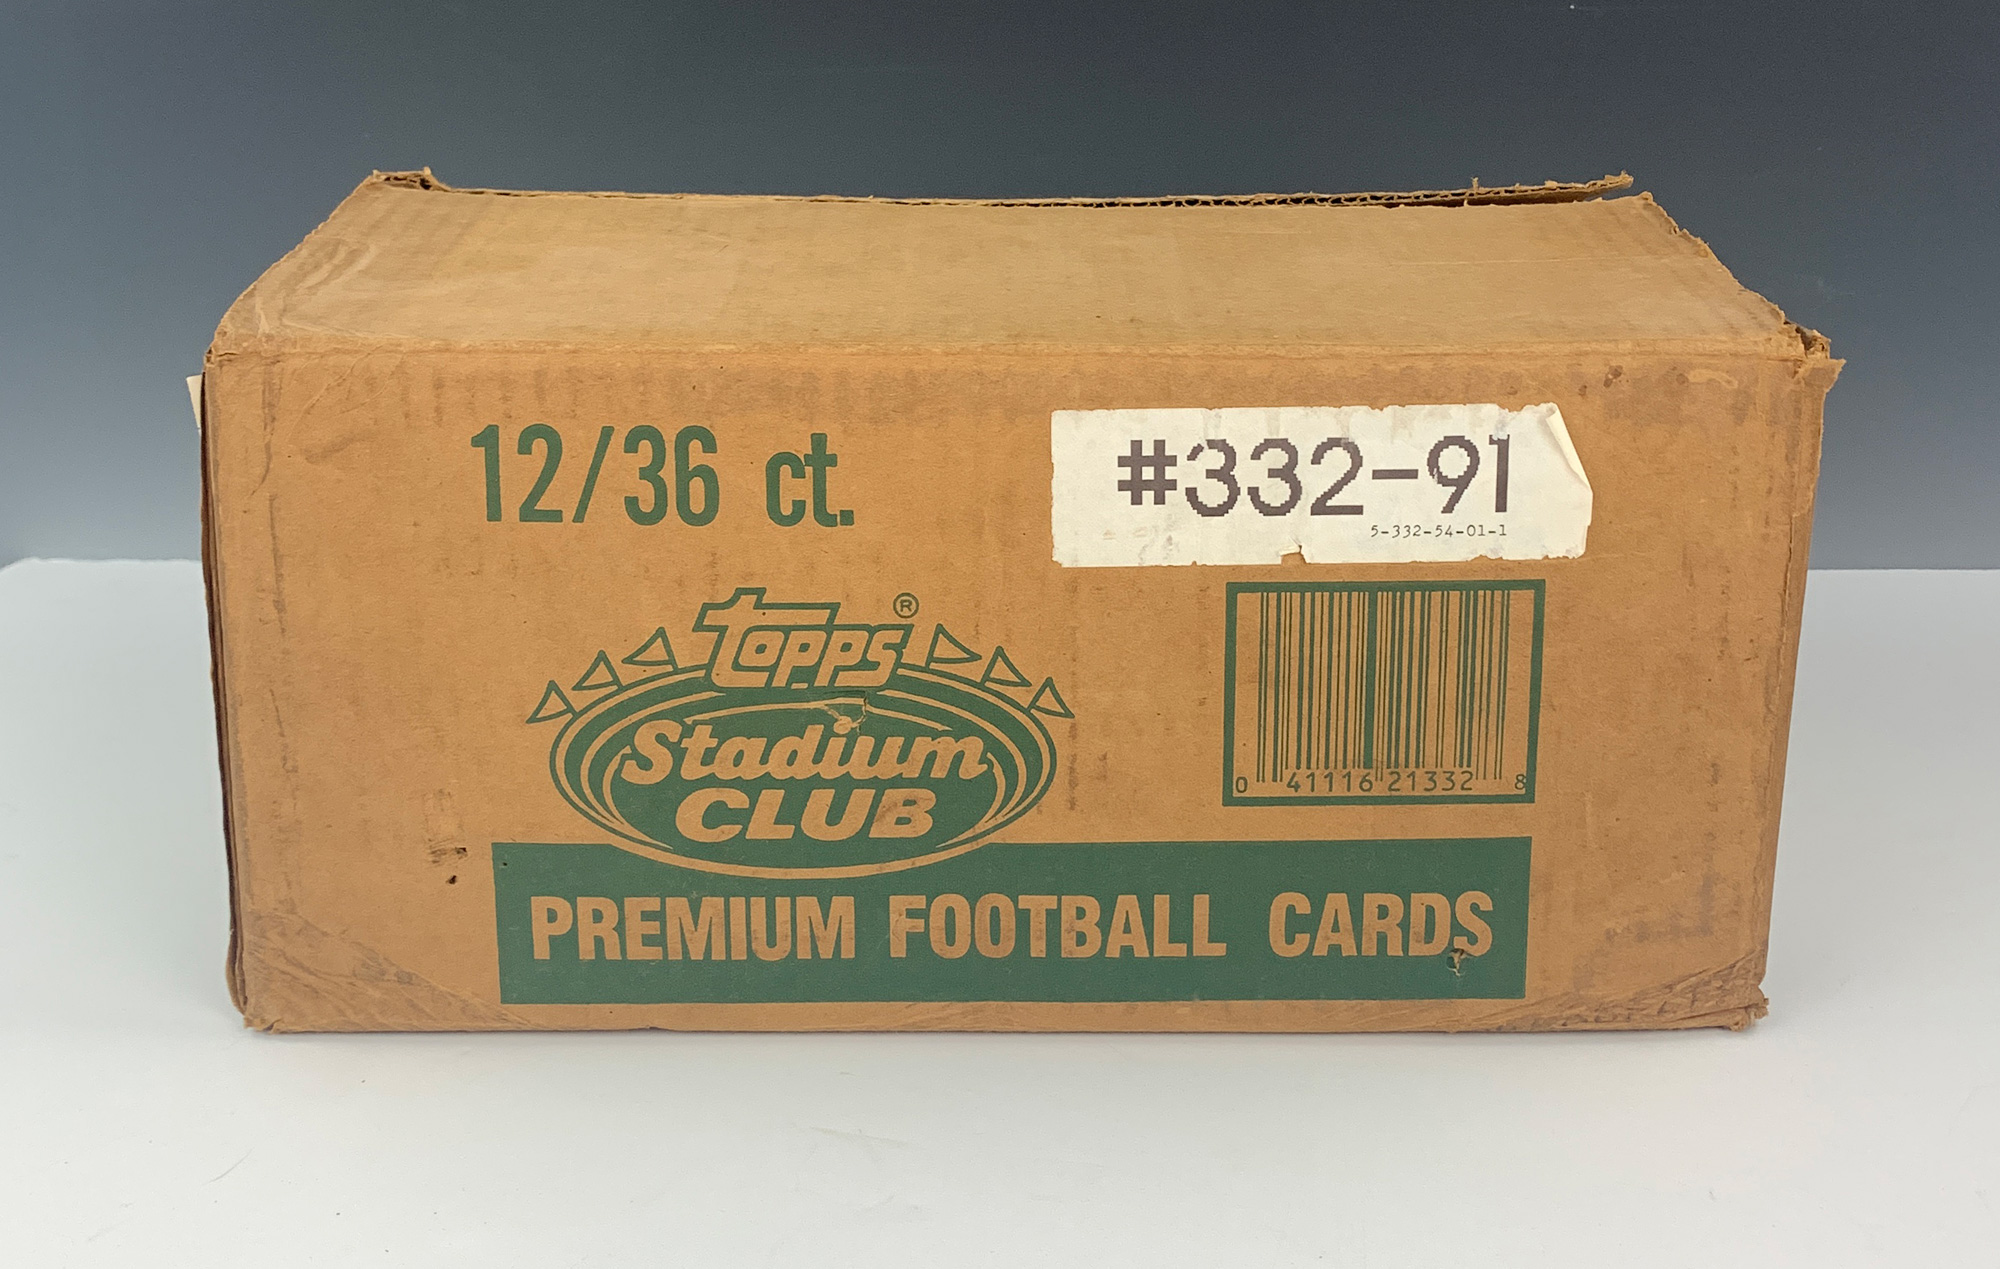 12/36 ct.
#332-91
5-332-54-01-1
topps ®
Stadium
CLUB
0 41116 21332 8
PREMIUM FOOTBALL CARDS